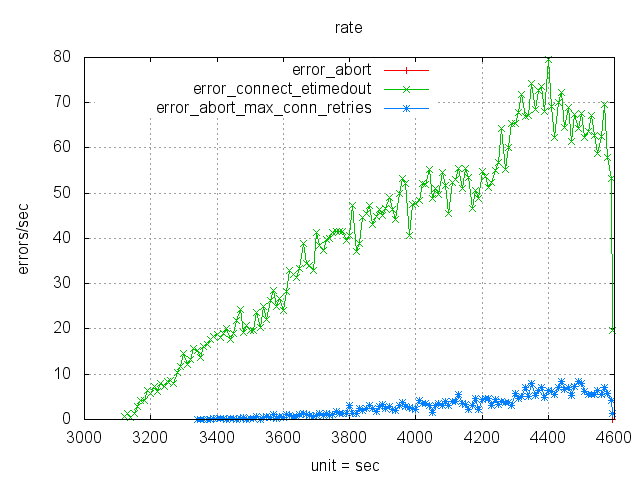 rate
error_abort
error_connect_etimedout
error_abort_max_conn_retries
80
70
60
50
40
30
20
10
0
errors/sec
3000 3200 3400 3600 3800 4000 4200 4400 4600
unit = sec